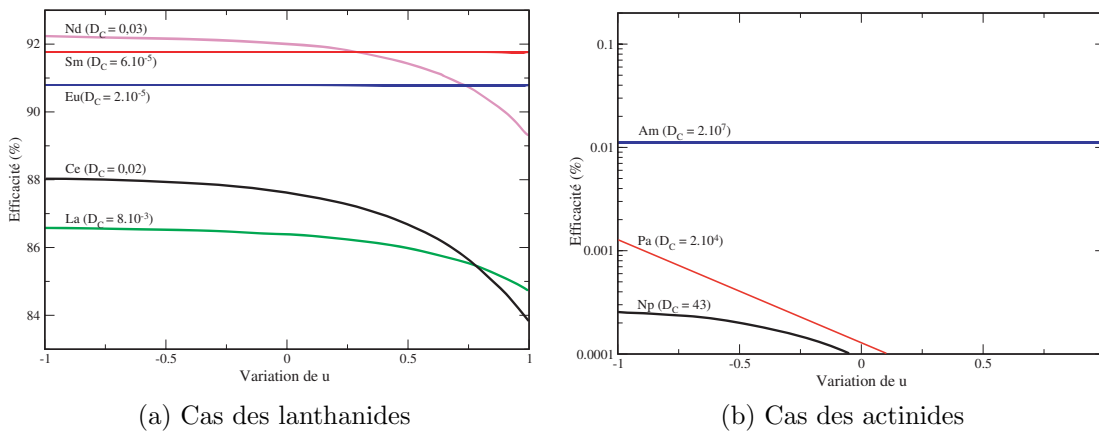 Nd (D_C = 0,03)
Sm (D_C = 6.10^-5)
Eu(D_C = 2.10^-5)
Ce (D_C = 0,02)
La (D_C = 8.10^-3)
92
90
88
86
84
Efficacité (%)
-1 -0.5 0 0.5 1
Variation de u
(a) Cas des lanthanides
0.1
0.01
0.001
0.0001
Efficacité (%)
Am (D_C = 2.10^7)
Pa (D_C = 2.10^4)
Np (D_C = 43)
-1 -0.5 0 0.5
Variation de u
(b) Cas des actinides